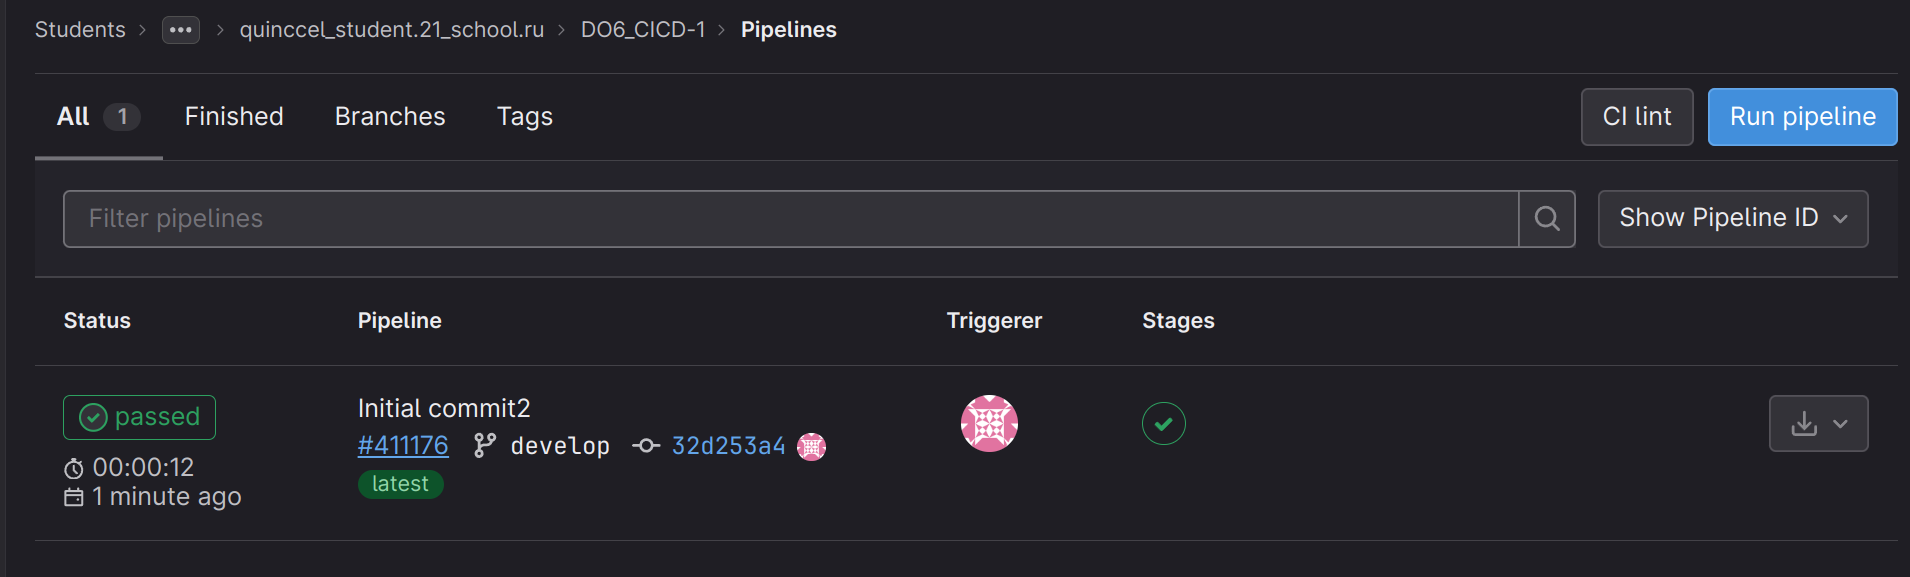 Students > ... > quinccel_student.21_school.ru > DO6_CICD-1 > Pipelines
All 1 Finished Branches Tags CI lint Run pipeline
Filter pipelines Show Pipeline ID
Status Pipeline Triggerer Stages
passed Initial commit2
#411176 develop 32d253a4
00:00:12 latest
1 minute ago